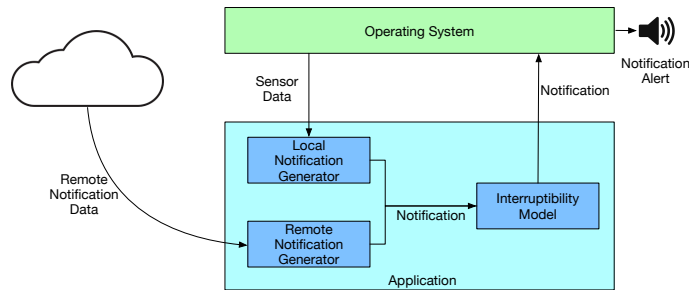 Operating System
Notification
Alert
Sensor
Data
Notification
Local
Notification
Generator
Remote
Notification
Data
Notification
Interruptibility
Model
Remote
Notification
Generator
Application